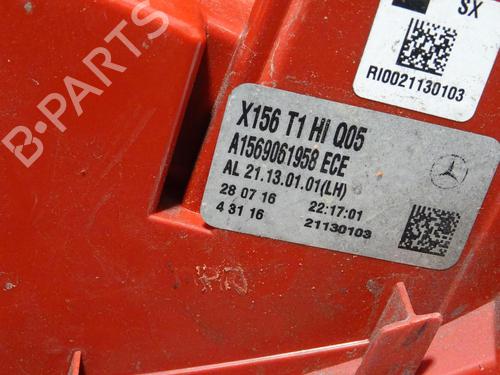 SX
RI0021130103
X156 T1 Hi Q05
A1569061958 ECE
AL 21.13.01.01(LH)
28 07 16 22:17:01
4 31 16 21130103
B-PARTS